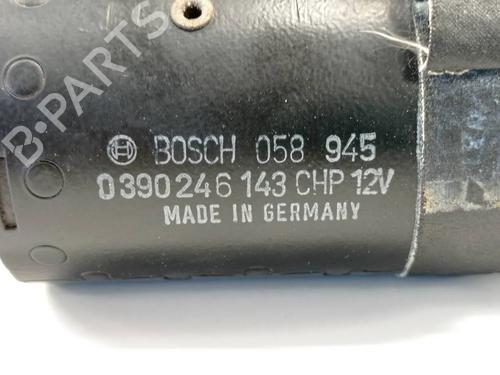 B-PARTS
BOSCH 058 945
0 390 246 143 CHP 12V
MADE IN GERMANY